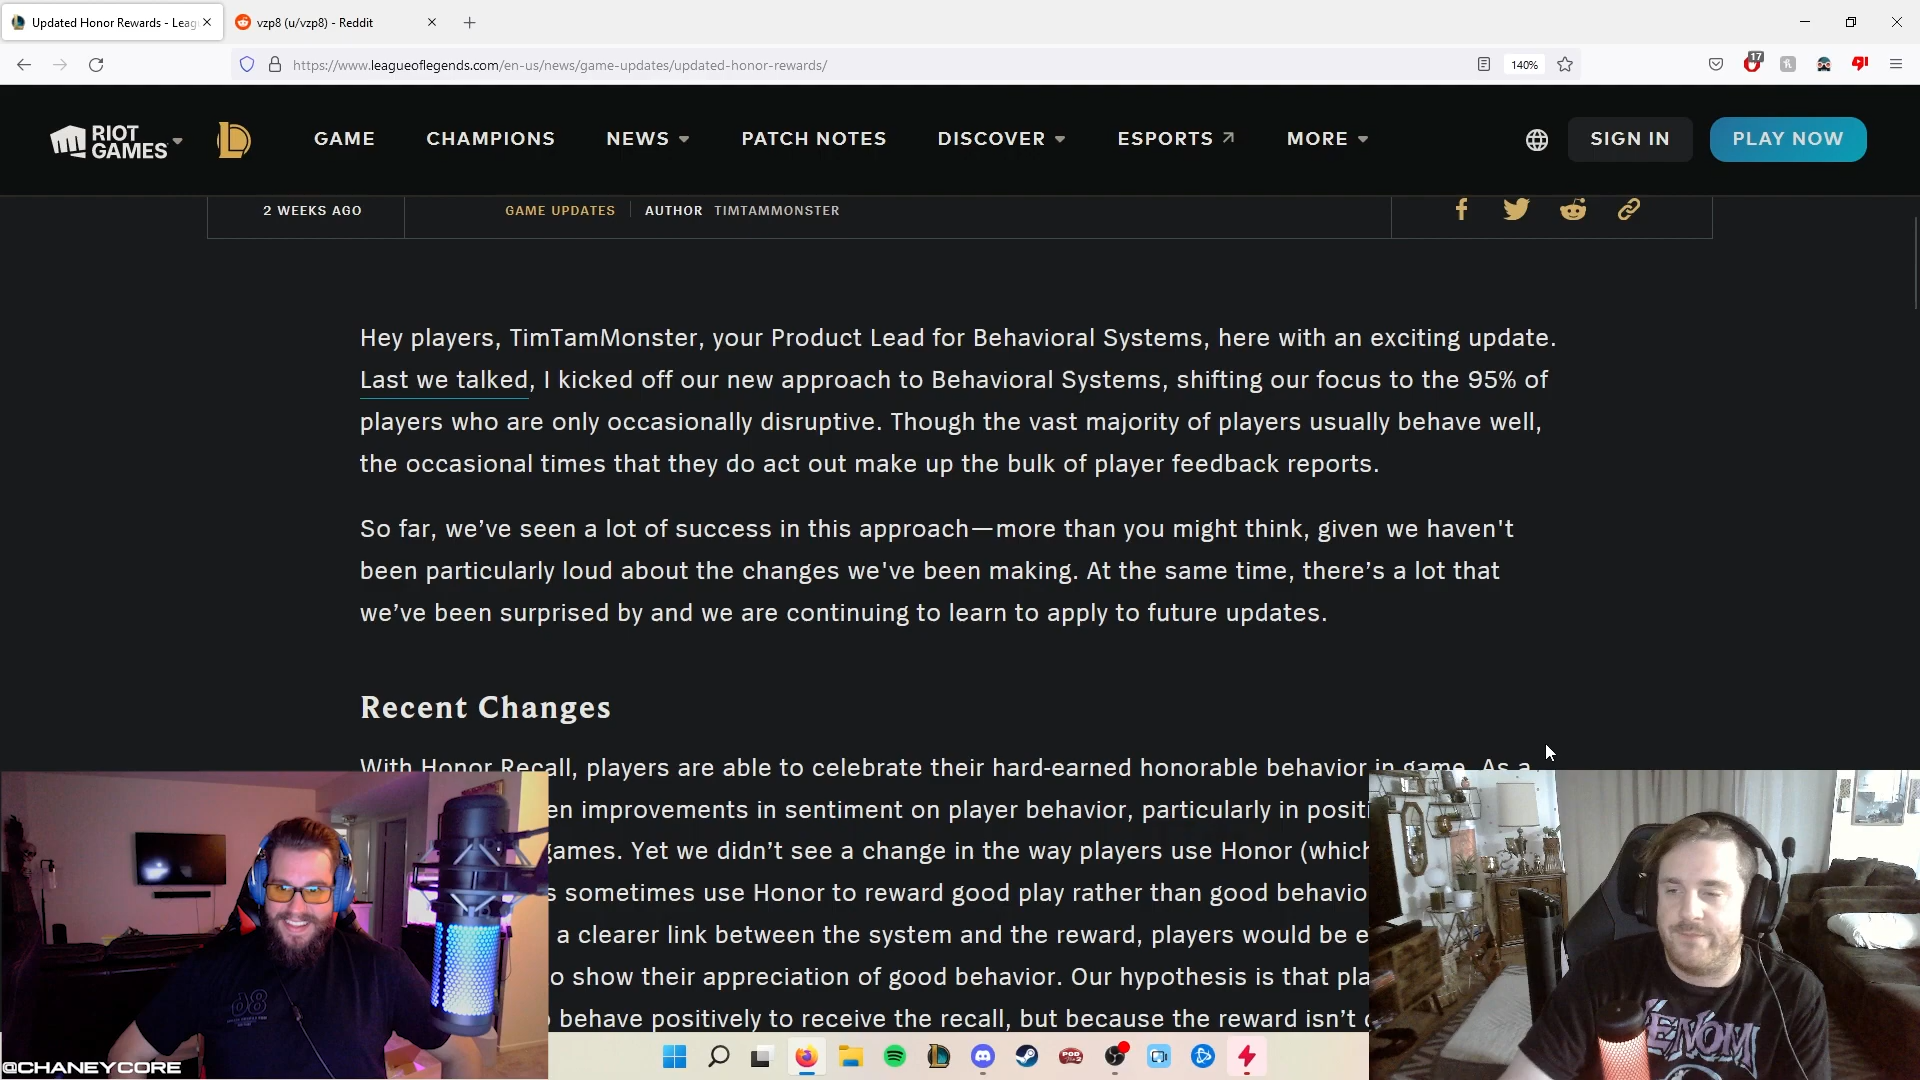 Updated Honor Rewards - Leag
vzp8 (u/vzp8) - Reddit
https://www.leagueoflegends.com/en-us/news/game-updates/updated-honor-rewards/
140%
17
RIOT GAMES
GAME
CHAMPIONS
NEWS
PATCH NOTES
DISCOVER
ESPORTS
MORE
SIGN IN
PLAY NOW
2 WEEKS AGO
GAME UPDATES
AUTHOR TIMTAMMONSTER
Hey players, TimTamMonster, your Product Lead for Behavioral Systems, here with an exciting update.
Last we talked, I kicked off our new approach to Behavioral Systems, shifting our focus to the 95% of
players who are only occasionally disruptive. Though the vast majority of players usually behave well,
the occasional times that they do act out make up the bulk of player feedback reports.
So far, we’ve seen a lot of success in this approach—more than you might think, given we haven't
been particularly loud about the changes we've been making. At the same time, there’s a lot that
we’ve been surprised by and we are continuing to learn to apply to future updates.
Recent Changes
With Honor Recall, players are able to celebrate their hard-earned honorable behavior in game. As a
en improvements in sentiment on player behavior, particularly in positi
games. Yet we didn’t see a change in the way players use Honor (which
s sometimes use Honor to reward good play rather than good behavio
a clearer link between the system and the reward, players would be e
o show their appreciation of good behavior. Our hypothesis is that pla
behave positively to receive the recall, but because the reward isn’t
@CHANEYCORE
VENOM